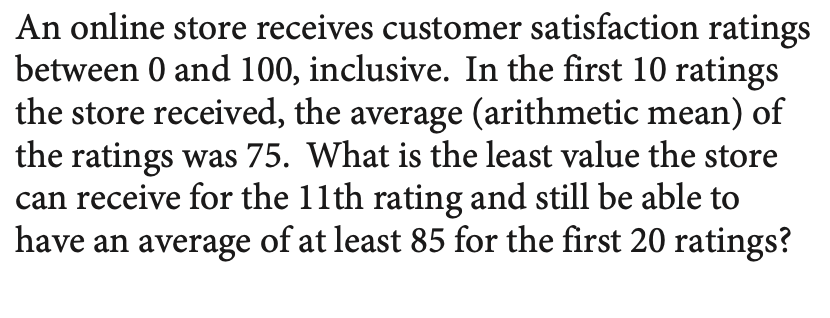 An online store receives customer satisfaction ratings
between 0 and 100, inclusive. In the first 10 ratings
the store received, the average (arithmetic mean) of
the ratings was 75. What is the least value the store
can receive for the 11th rating and still be able to
have an average of at least 85 for the first 20 ratings?